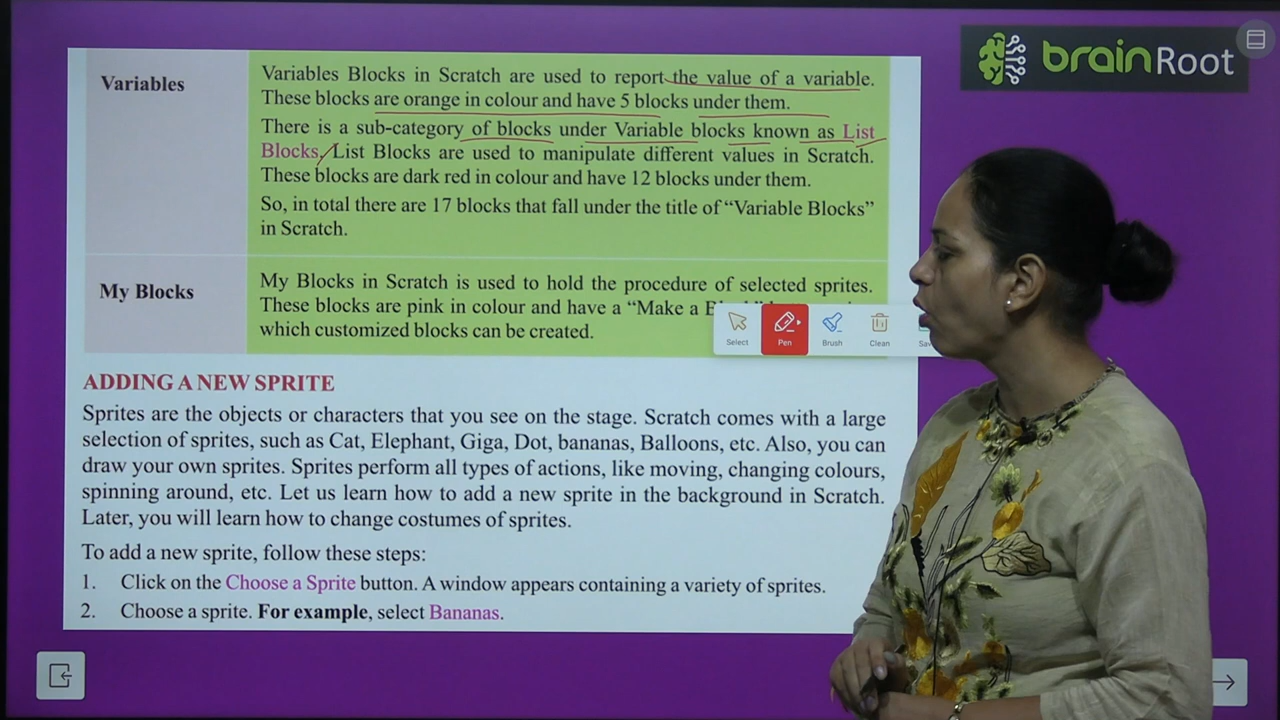 brainRoot
Variables
Variables Blocks in Scratch are used to report the value of a variable.
These blocks are orange in colour and have 5 blocks under them.
There is a sub-category of blocks under Variable blocks known as List
Blocks. List Blocks are used to manipulate different values in Scratch.
These blocks are dark red in colour and have 12 blocks under them.
So, in total there are 17 blocks that fall under the title of “Variable Blocks”
in Scratch.
My Blocks
My Blocks in Scratch is used to hold the procedure of selected sprites.
These blocks are pink in colour and have a “Make a
which customized blocks can be created.
Select
Pen
Brush
Clean
ADDING A NEW SPRITE
Sprites are the objects or characters that you see on the stage. Scratch comes with a large
selection of sprites, such as Cat, Elephant, Giga, Dot, bananas, Balloons, etc. Also, you can
draw your own sprites. Sprites perform all types of actions, like moving, changing colours,
spinning around, etc. Let us learn how to add a new sprite in the background in Scratch.
Later, you will learn how to change costumes of sprites.
To add a new sprite, follow these steps:
1. Click on the Choose a Sprite button. A window appears containing a variety of sprites.
2. Choose a sprite. For example, select Bananas.